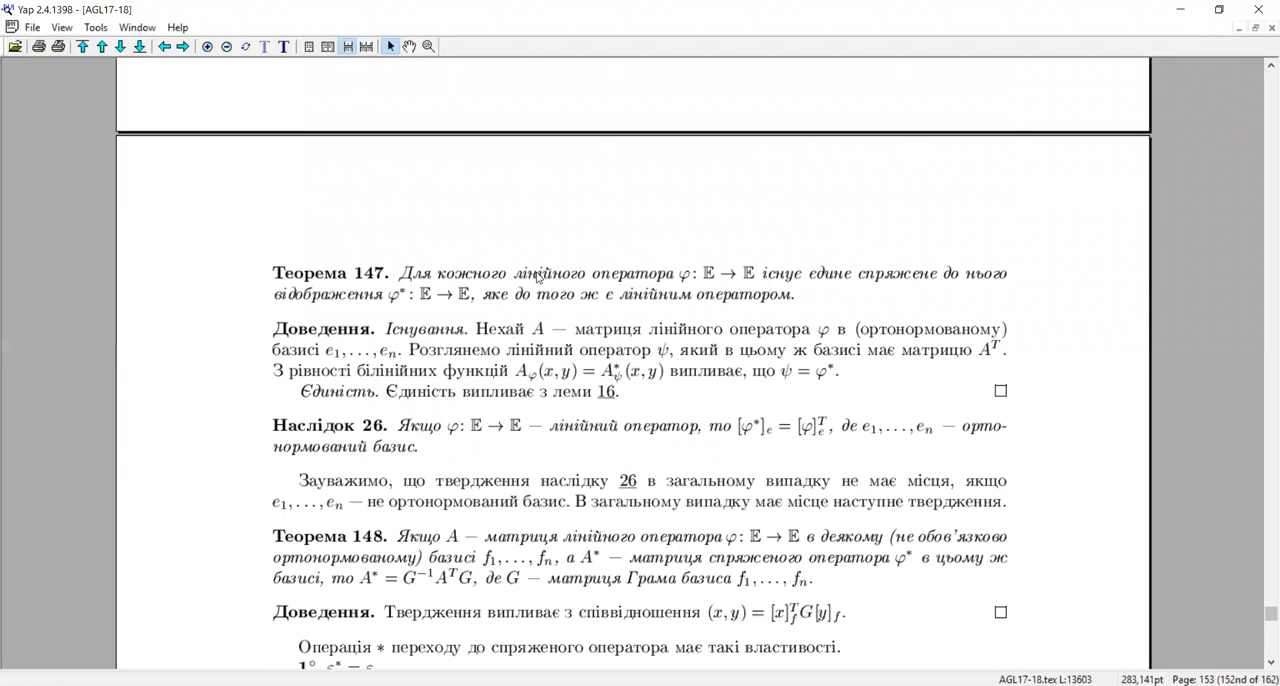 Yap 2.4.1398 - [AGL17-18]
File View Tools Window Help
Теорема 147. Для кожного лінійного оператора φ: 𝔼 → 𝔼 існує єдине спряжене до нього
відображення φ*: 𝔼 → 𝔼, яке до того ж є лінійним оператором.
Доведення. Існування. Нехай A — матриця лінійного оператора φ в (ортонормованому)
базисі e₁,...,eₙ. Розглянемо лінійний оператор ψ, який в цьому ж базисі має матрицю Aᵀ.
З рівності білінійних функцій A_φ(x, y) = A*_ψ(x, y) випливає, що ψ = φ*.
Єдиність. Єдиність випливає з леми 16. □
Наслідок 26. Якщо φ: 𝔼 → 𝔼 — лінійний оператор, то [φ*]ₑ = [φ]ₑᵀ, де e₁,...,eₙ — орто-
нормований базис.
Зауважимо, що твердження наслідку 26 в загальному випадку не має місця, якщо
e₁,...,eₙ — не ортонормований базис. В загальному випадку має місце наступне твердження.
Теорема 148. Якщо A — матриця лінійного оператора φ: 𝔼 → 𝔼 в деякому (не обов'язково
ортонормованому) базисі f₁,...,fₙ, а A* — матриця спряженого оператора φ* в цьому ж
базисі, то A* = G⁻¹AᵀG, де G — матриця Грама базиса f₁,...,fₙ.
Доведення. Твердження випливає з співвідношення (x, y) = [x]_fᵀG[y]_f. □
Операція * переходу до спряженого оператора має такі властивості.
1° ε* = ε
AGL17-18.tex L:13603 283,141pt Page: 153 (152nd of 162)